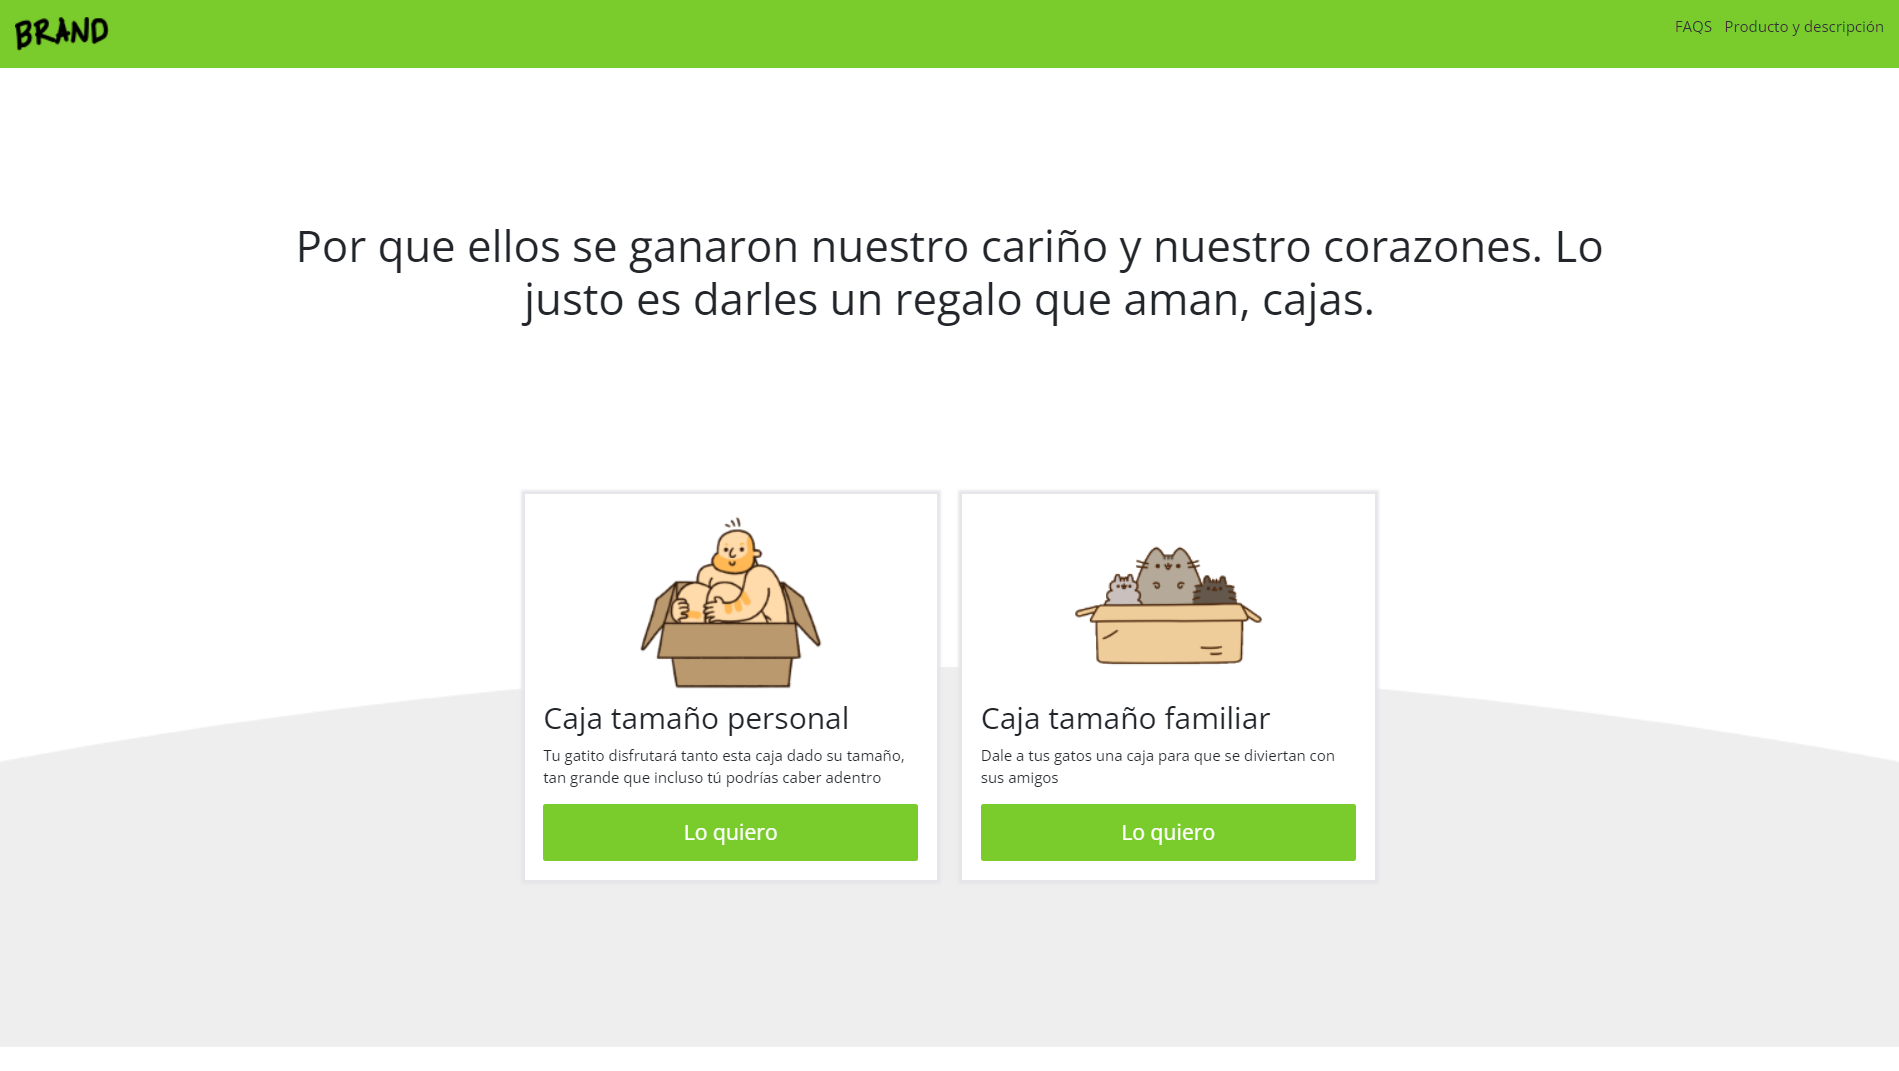 BRAND
FAQS Producto y descripción
Por que ellos se ganaron nuestro cariño y nuestro corazones. Lo
justo es darles un regalo que aman, cajas.
Caja tamaño personal
Tu gatito disfrutará tanto esta caja dado su tamaño,
tan grande que incluso tú podrías caber adentro
Lo quiero
Caja tamaño familiar
Dale a tus gatos una caja para que se diviertan con
sus amigos
Lo quiero